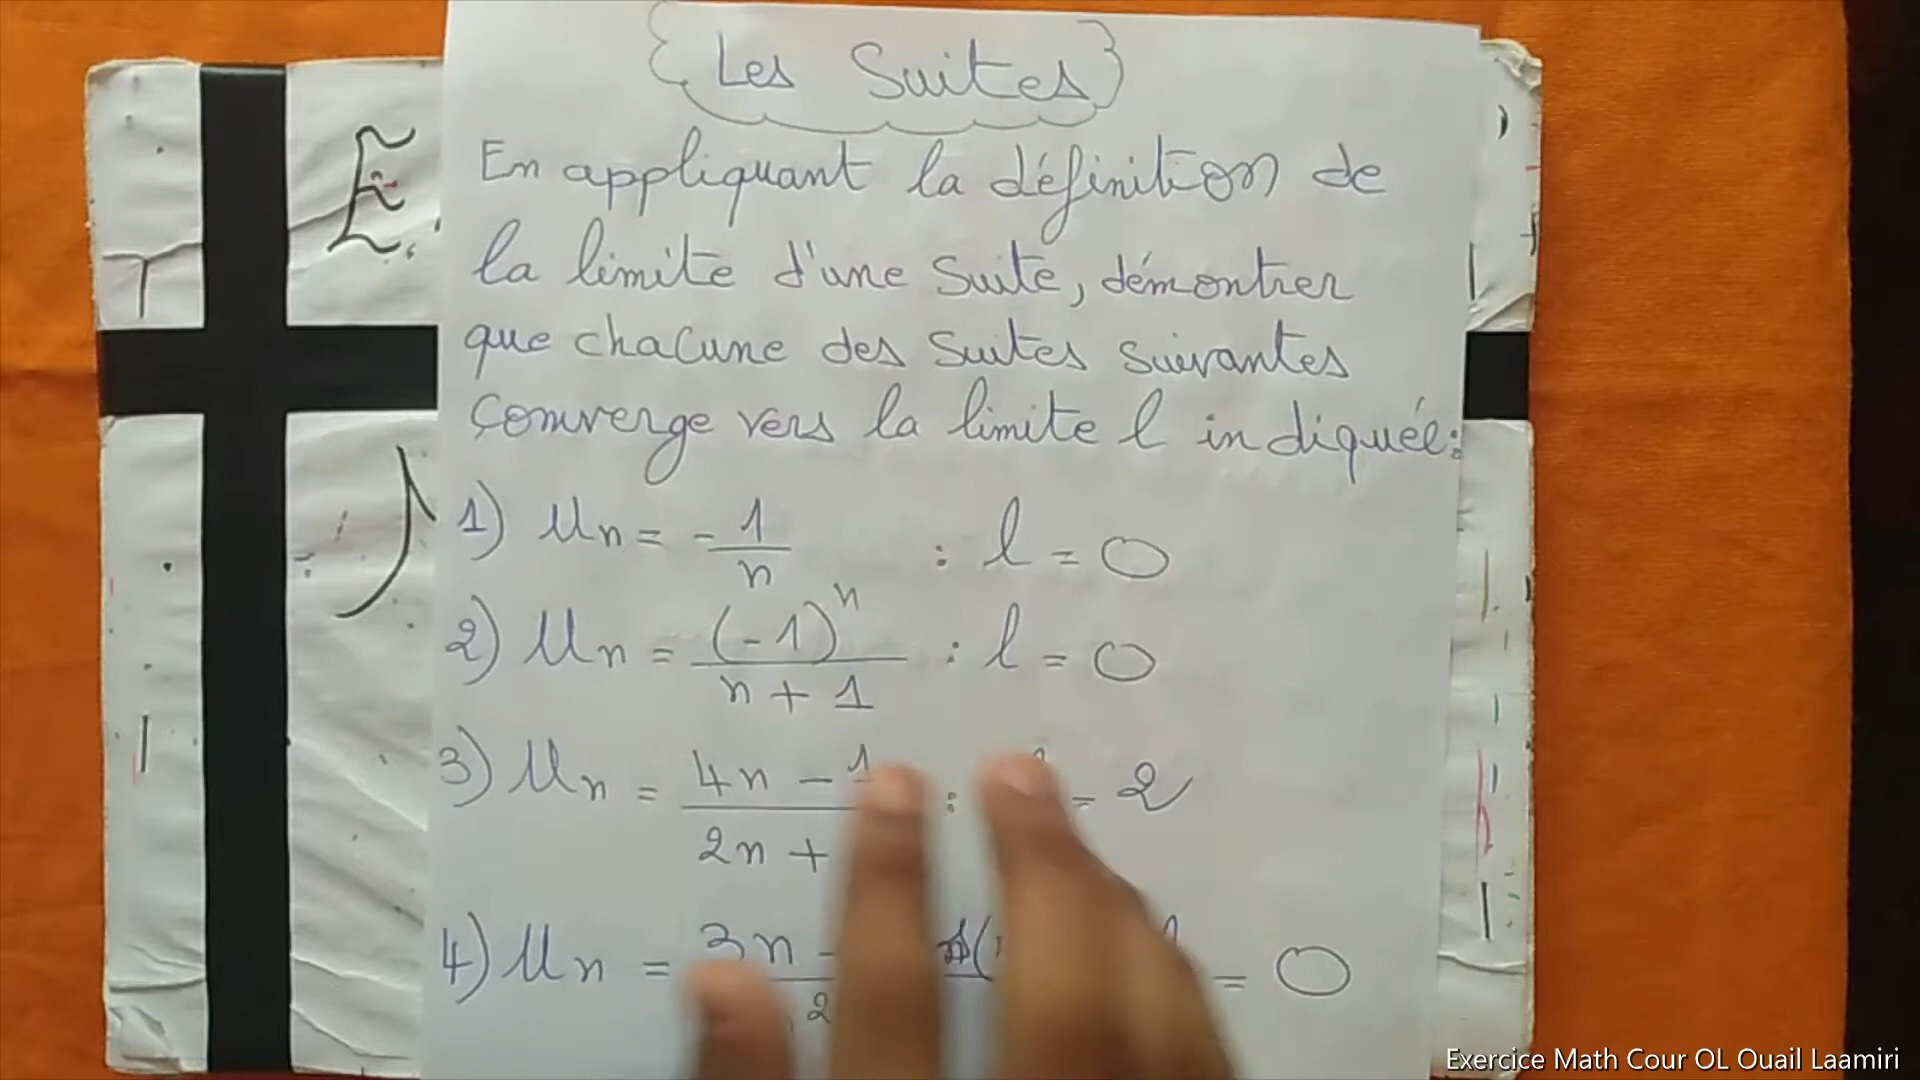 Les Suites
En appliquant la définition de
la limite d'une Suite, démontrer
que chacune des Suites suivantes
converge vers la limite l indiquée:
1) Un = -1/n : l = 0
2) Un = (-1)^n/(n + 1) : l = 0
3) Un = 4n - 1 : = 2
2n +
4) Un = 3n - = 0
2
Exercice Math Cour OL Ouail Laamiri